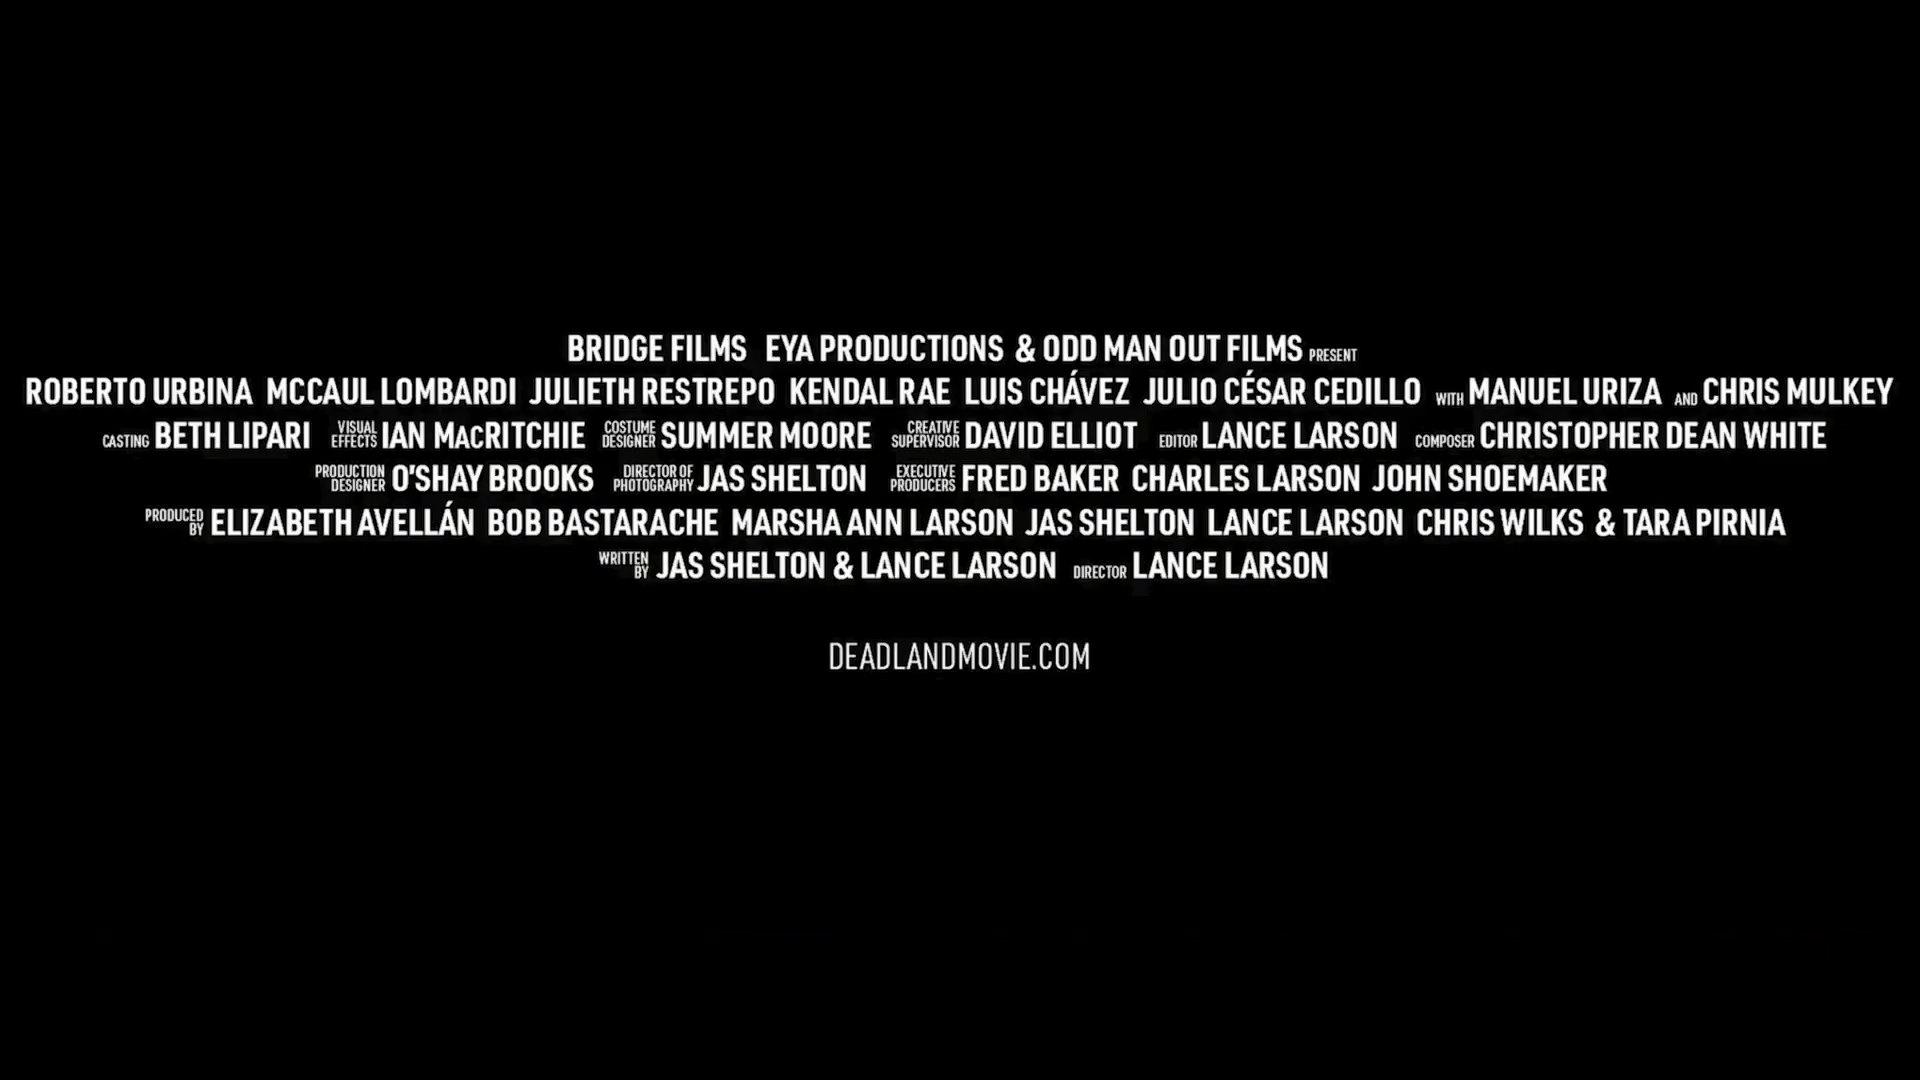 BRIDGE FILMS EYA PRODUCTIONS & ODD MAN OUT FILMS PRESENT
ROBERTO URBINA MCCAUL LOMBARDI JULIETH RESTREPO KENDAL RAE LUIS CHÁVEZ JULIO CÉSAR CEDILLO WITH MANUEL URIZA AND CHRIS MULKEY
CASTING BETH LIPARI VISUAL EFFECTS IAN MACRITCHIE COSTUME DESIGNER SUMMER MOORE CREATIVE SUPERVISOR DAVID ELLIOT EDITOR LANCE LARSON COMPOSER CHRISTOPHER DEAN WHITE
PRODUCTION DESIGNER O'SHAY BROOKS DIRECTOR OF PHOTOGRAPHY JAS SHELTON EXECUTIVE PRODUCERS FRED BAKER CHARLES LARSON JOHN SHOEMAKER
PRODUCED BY ELIZABETH AVELLÁN BOB BASTARACHE MARSHA ANN LARSON JAS SHELTON LANCE LARSON CHRIS WILKS & TARA PIRNIA
WRITTEN BY JAS SHELTON & LANCE LARSON DIRECTOR LANCE LARSON
DEADLANDMOVIE.COM